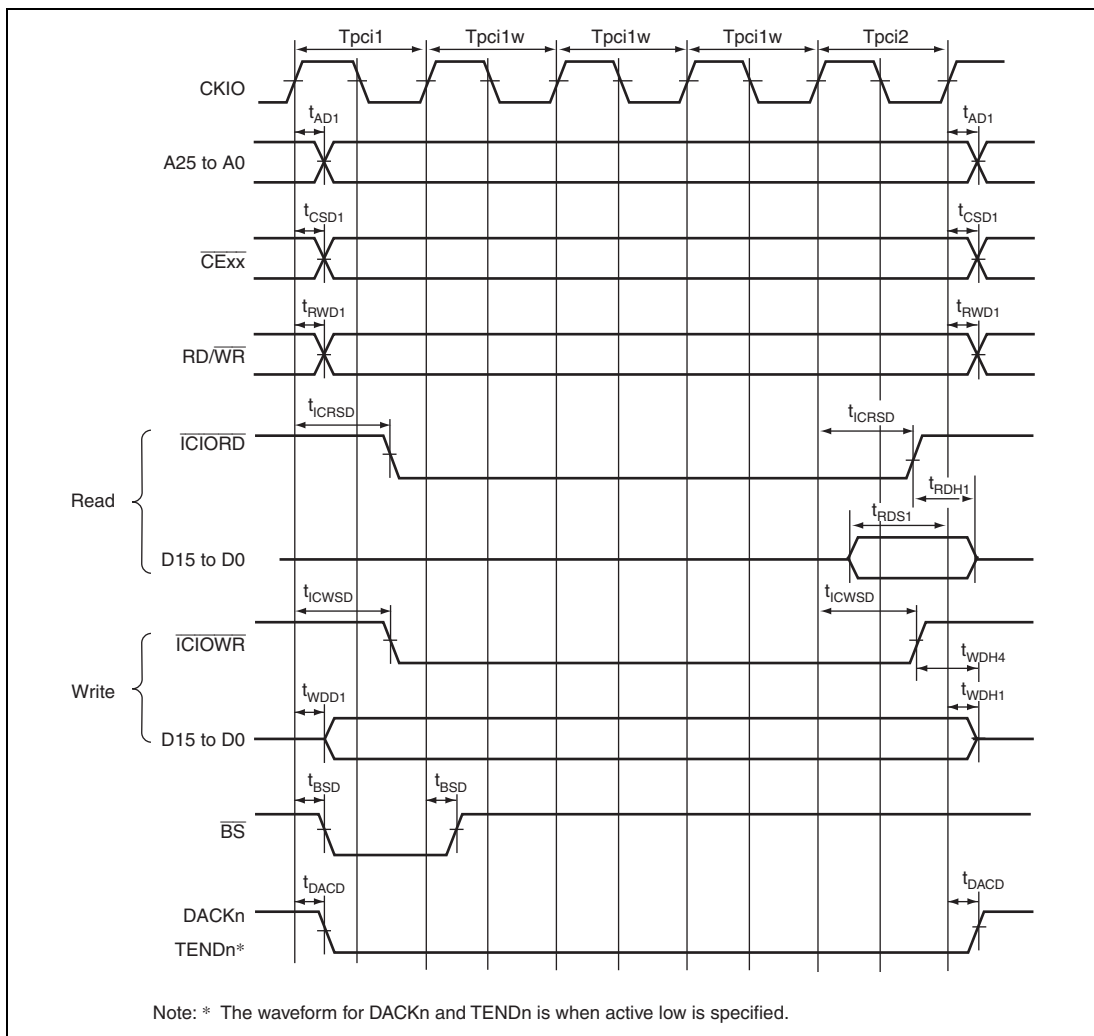 Tpci1 Tpci1w Tpci1w Tpci1w Tpci2
CKIO
tAD1 tAD1
A25 to A0
tCSD1 tCSD1
CExx
tRWD1 tRWD1
RD/WR
tICRSD tICRSD
ICIORD
tRDH1
Read
tRDS1
D15 to D0
tICWSD tICWSD
ICIOWR
tWDH4
Write
tWDD1 tWDH1
D15 to D0
tBSD tBSD
BS
tDACD tDACD
DACKn
TENDn*
Note: * The waveform for DACKn and TENDn is when active low is specified.